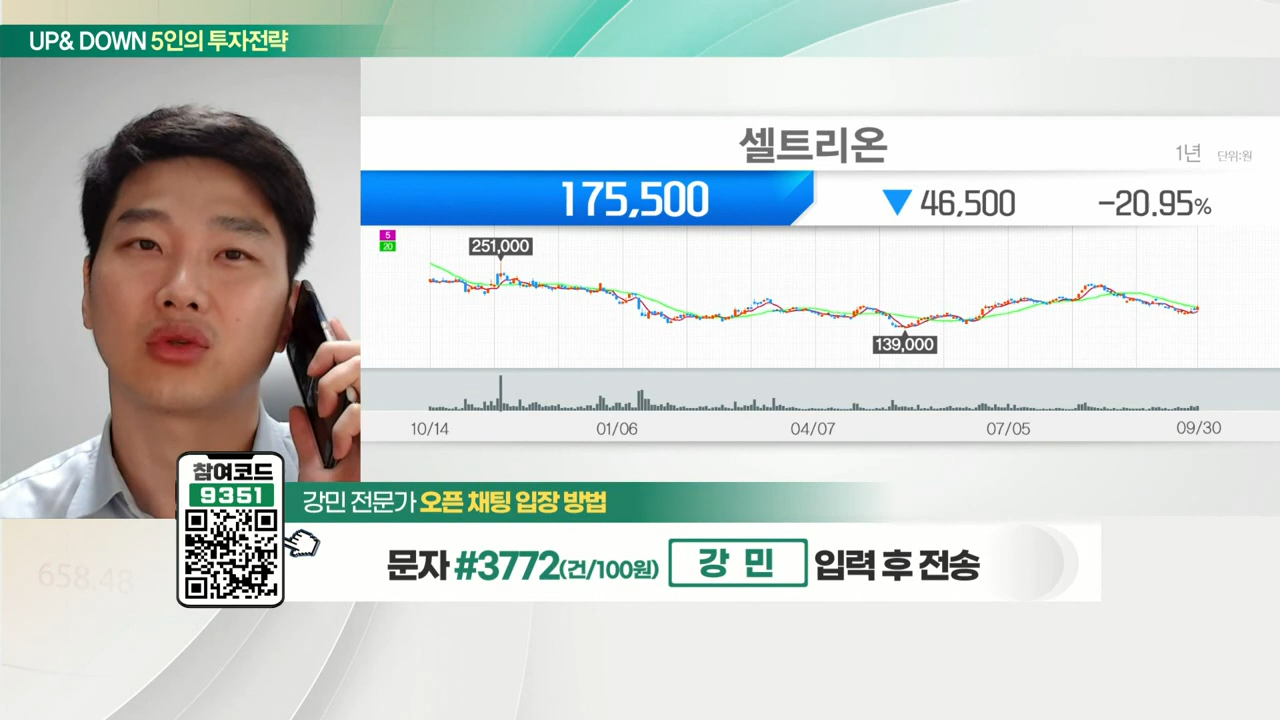 UP& DOWN 5인의 투자전략
셀트리온
1년 단위:원
175,500 ▼46,500 -20.95%
5
20
251,000
139,000
10/14 01/06 04/07 07/05 09/30
참여코드
9351
강민 전문가 오픈 채팅 입장 방법
문자 #3772(건/100원) 강 민 입력 후 전송
658.48